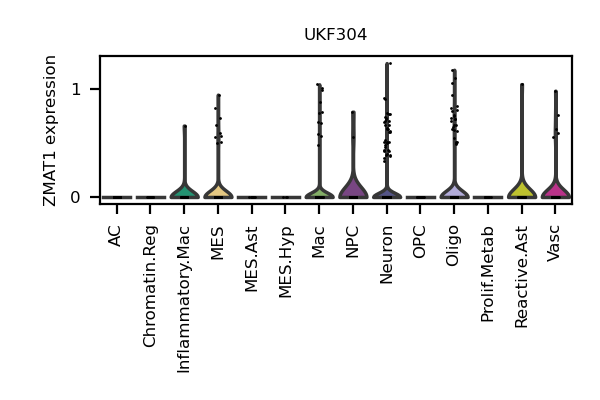 UKF304
ZMAT1 expression
1
0
AC
Chromatin.Reg
Inflammatory.Mac
MES
MES.Ast
MES.Hyp
Mac
NPC
Neuron
OPC
Oligo
Prolif.Metab
Reactive.Ast
Vasc